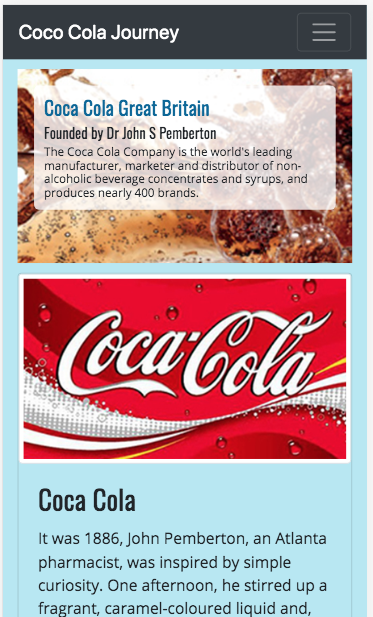 Coco Cola Journey
Coca Cola Great Britain
Founded by Dr John S Pemberton
The Coca Cola Company is the world's leading
manufacturer, marketer and distributor of non-
alcoholic beverage concentrates and syrups, and
produces nearly 400 brands.
Coca-Cola
Coca Cola
It was 1886, John Pemberton, an Atlanta
pharmacist, was inspired by simple
curiosity. One afternoon, he stirred up a
fragrant, caramel-coloured liquid and,